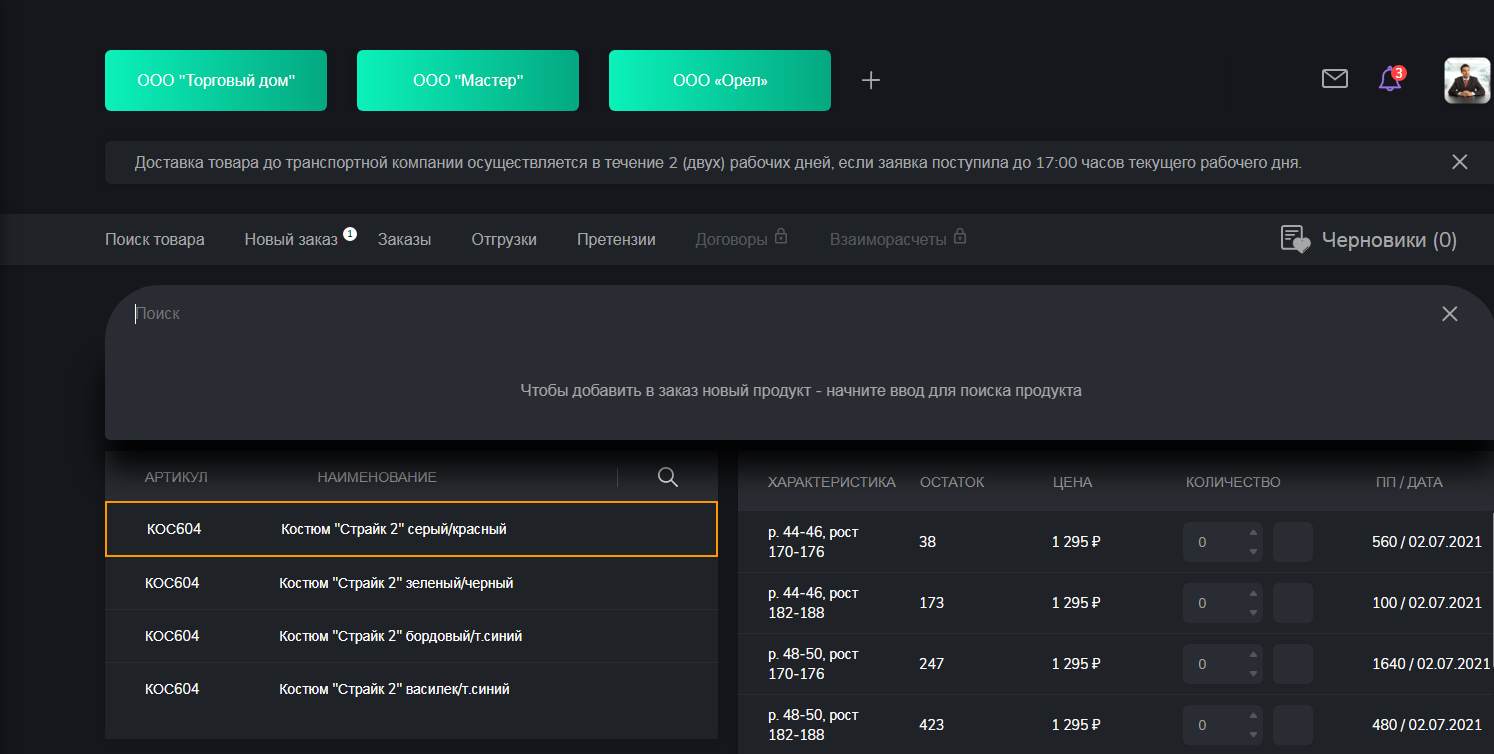 ООО "Торговый дом" ООО "Мастер" ООО «Орел»
3
Доставка товара до транспортной компании осуществляется в течение 2 (двух) рабочих дней, если заявка поступила до 17:00 часов текущего рабочего дня.
Поиск товара Новый заказ 1 Заказы Отгрузки Претензии Договоры Взаиморасчеты Черновики (0)
Поиск
Чтобы добавить в заказ новый продукт - начните ввод для поиска продукта
АРТИКУЛ НАИМЕНОВАНИЕ
КОС604 Костюм "Страйк 2" серый/красный
КОС604 Костюм "Страйк 2" зеленый/черный
КОС604 Костюм "Страйк 2" бордовый/т.синий
КОС604 Костюм "Страйк 2" василек/т.синий
ХАРАКТЕРИСТИКА ОСТАТОК ЦЕНА КОЛИЧЕСТВО ПП / ДАТА
р. 44-46, рост
170-176
38 1 295 ₽ 0 560 / 02.07.2021
р. 44-46, рост
182-188
173 1 295 ₽ 0 100 / 02.07.2021
р. 48-50, рост
170-176
247 1 295 ₽ 0 1640 / 02.07.2021
р. 48-50, рост
182-188
423 1 295 ₽ 0 480 / 02.07.2021